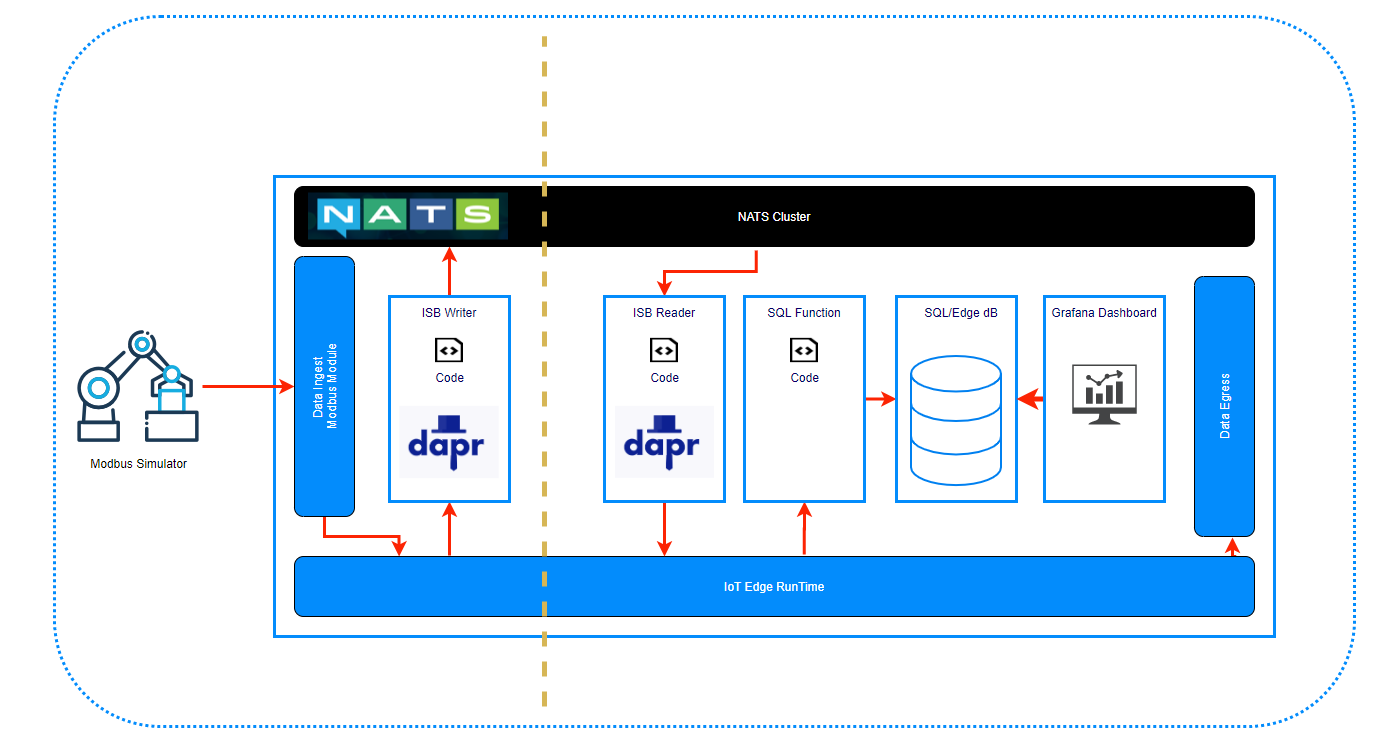 NATS
NATS Cluster
Data Ingest
Modbus Module
ISB Writer
Code
dapr
ISB Reader
Code
dapr
SQL Function
Code
SQL/Edge dB
Grafana Dashboard
Data Egress
Modbus Simulator
IoT Edge RunTime